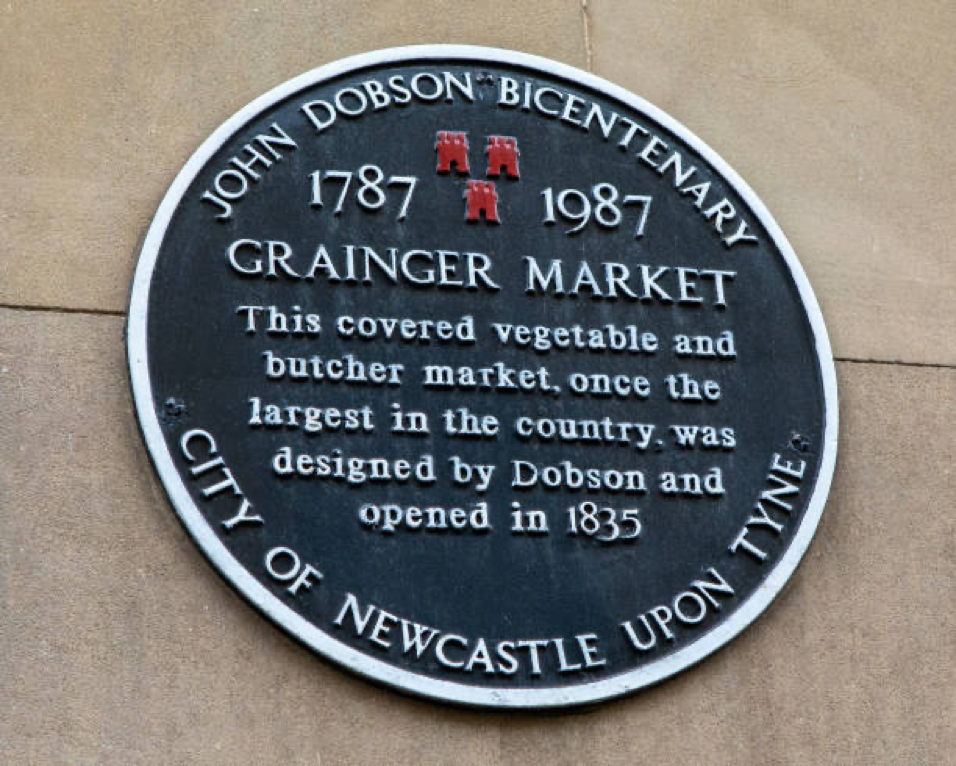 JOHN DOBSON BICENTENARY
1787 1987
GRAINGER MARKET
This covered vegetable and
butcher market, once the
largest in the country, was
designed by Dobson and
opened in 1835
CITY OF NEWCASTLE UPON TYNE